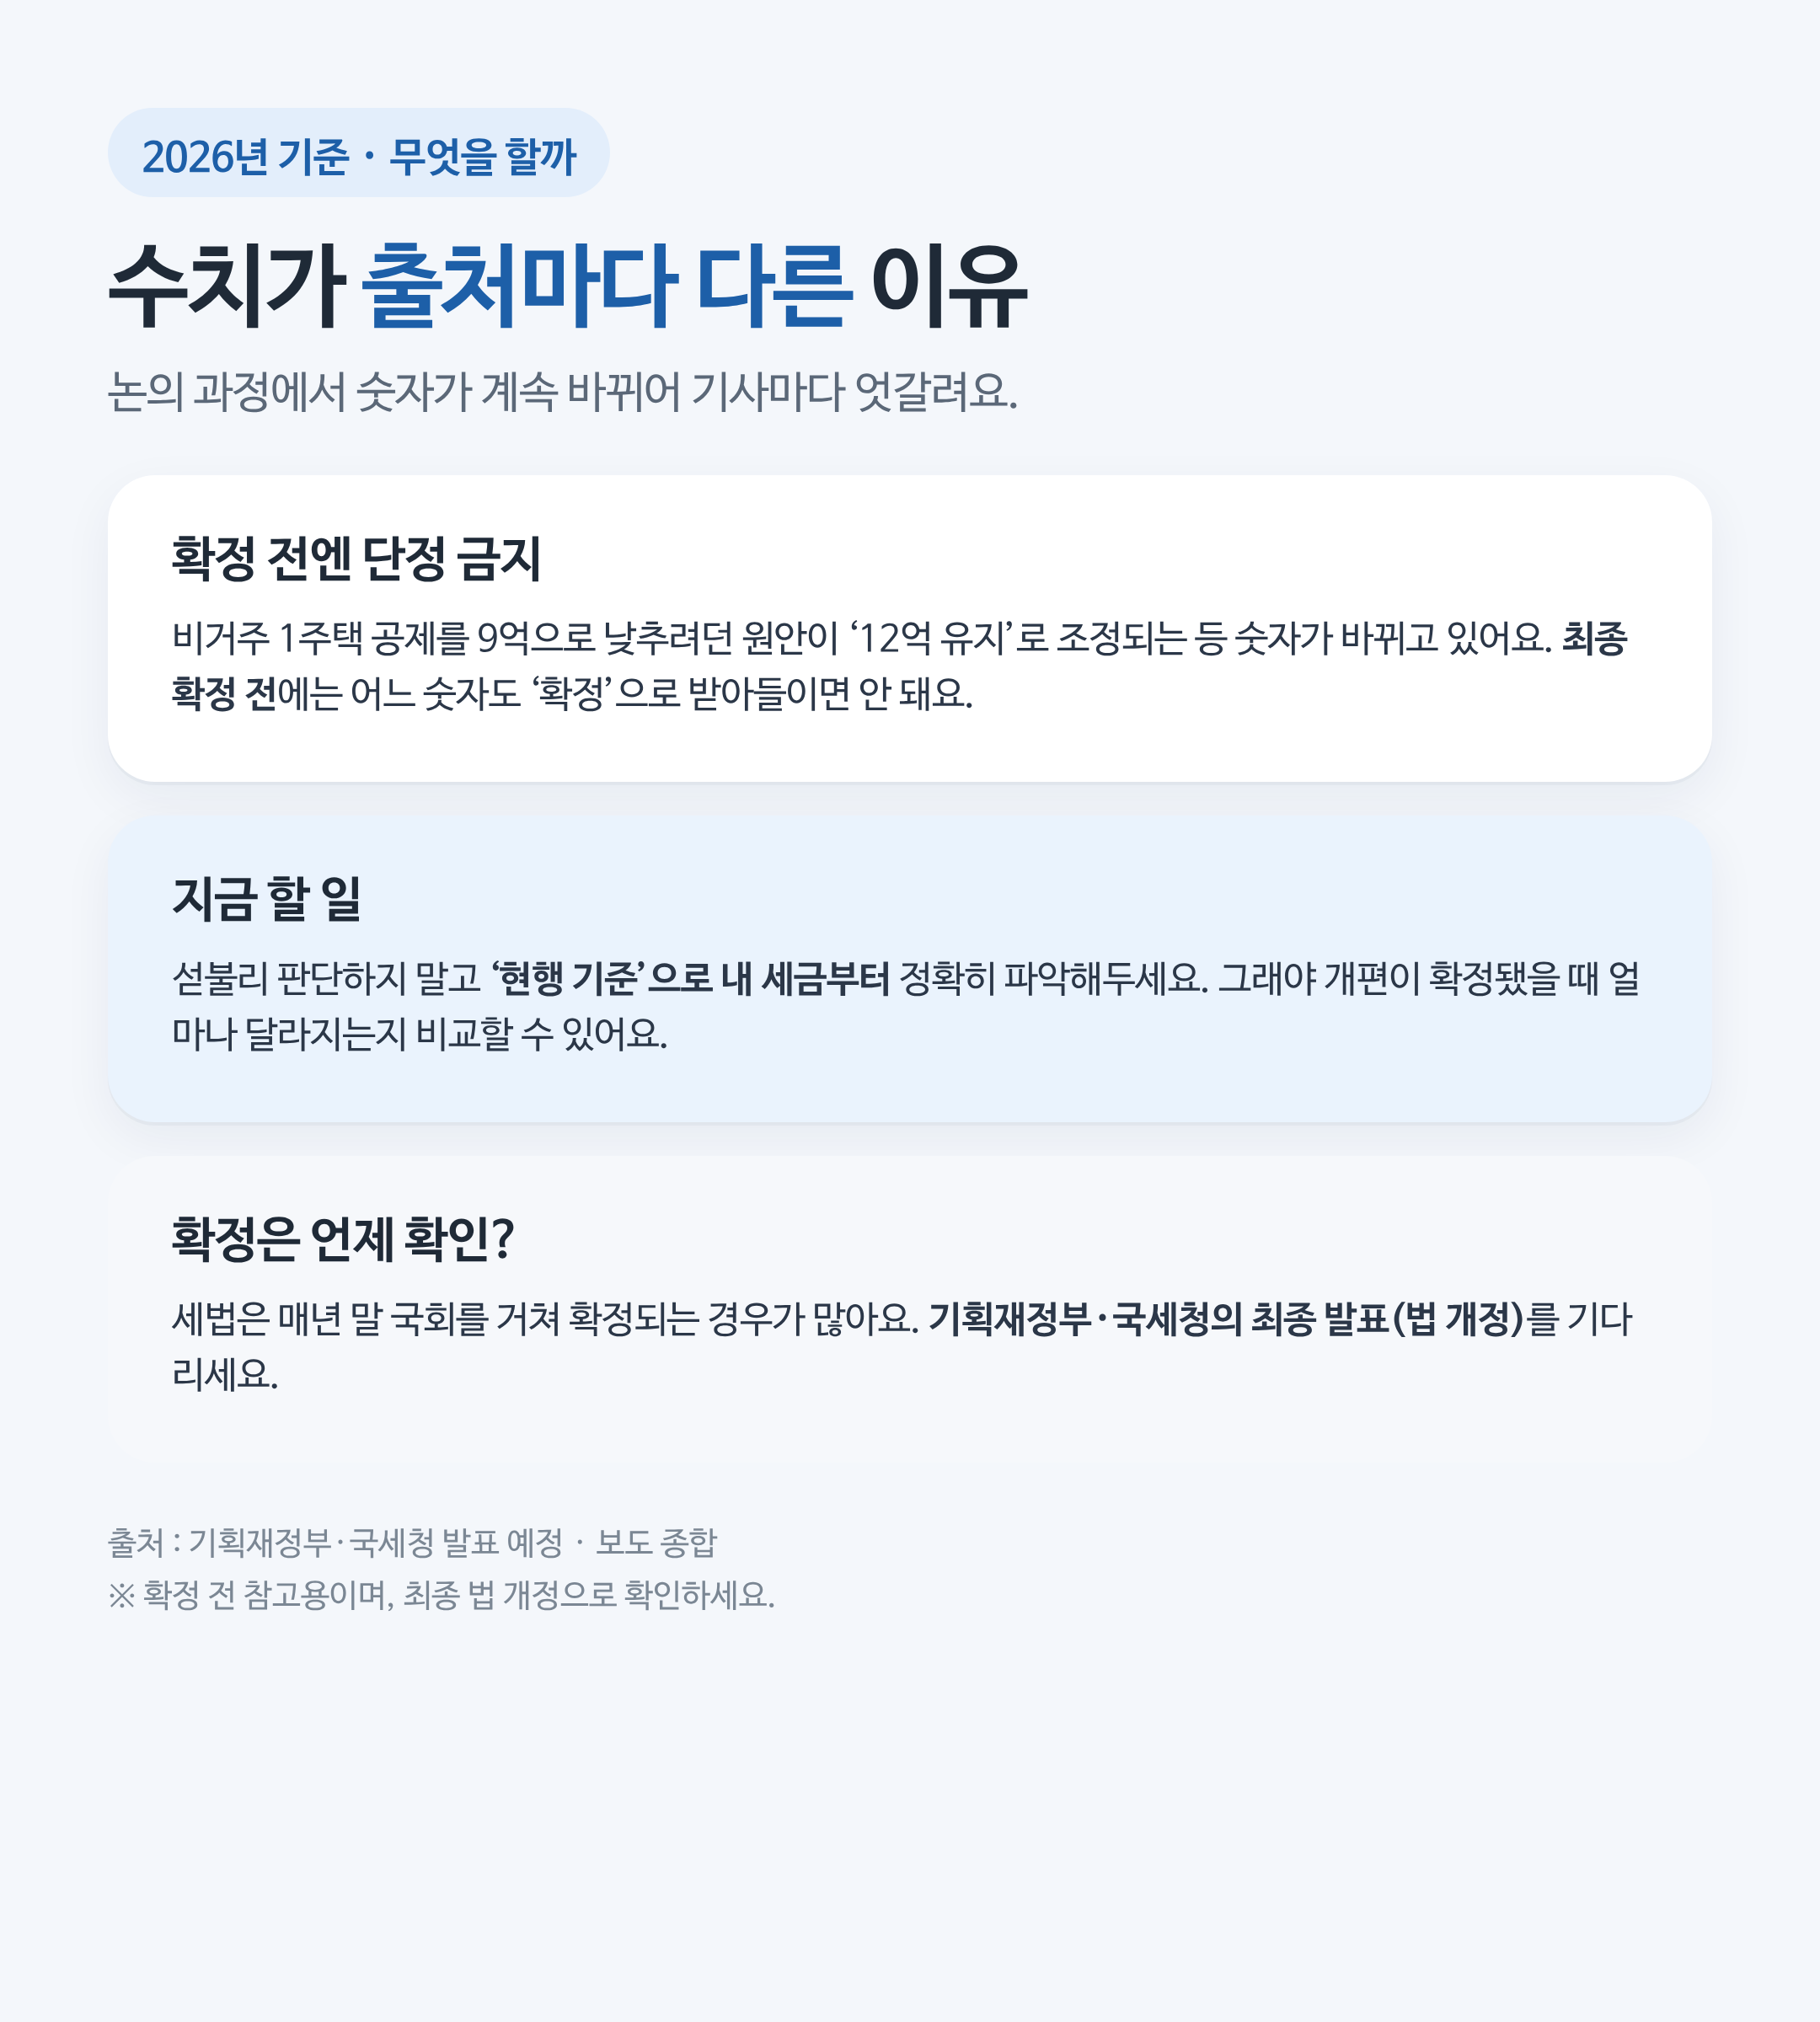 2026년 기준 · 무엇을 할까
수치가 출처마다 다른 이유
논의 과정에서 숫자가 계속 바뀌어 기사마다 엇갈려요.
확정 전엔 단정 금지
비거주 1주택 공제를 9억으로 낮추려던 원안이 ‘12억 유지’로 조정되는 등 숫자가 바뀌고 있어요. 최종
확정 전에는 어느 숫자도 ‘확정’으로 받아들이면 안 돼요.
지금 할 일
섣불리 판단하지 말고 ‘현행 기준’으로 내 세금부터 정확히 파악해두세요. 그래야 개편이 확정됐을 때 얼
마나 달라지는지 비교할 수 있어요.
확정은 언제 확인?
세법은 매년 말 국회를 거쳐 확정되는 경우가 많아요. 기획재정부·국세청의 최종 발표(법 개정)를 기다
리세요.
출처 : 기획재정부·국세청 발표 예정 · 보도 종합
※ 확정 전 참고용이며, 최종 법 개정으로 확인하세요.